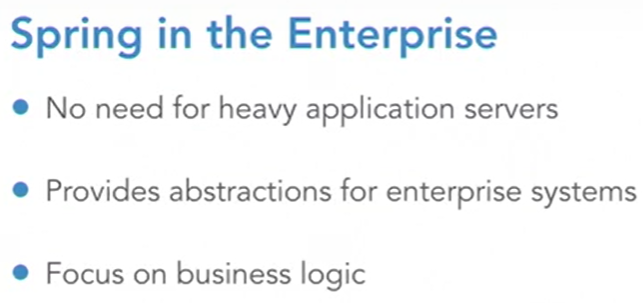 Spring in the Enterprise
No need for heavy application servers
Provides abstractions for enterprise systems
Focus on business logic